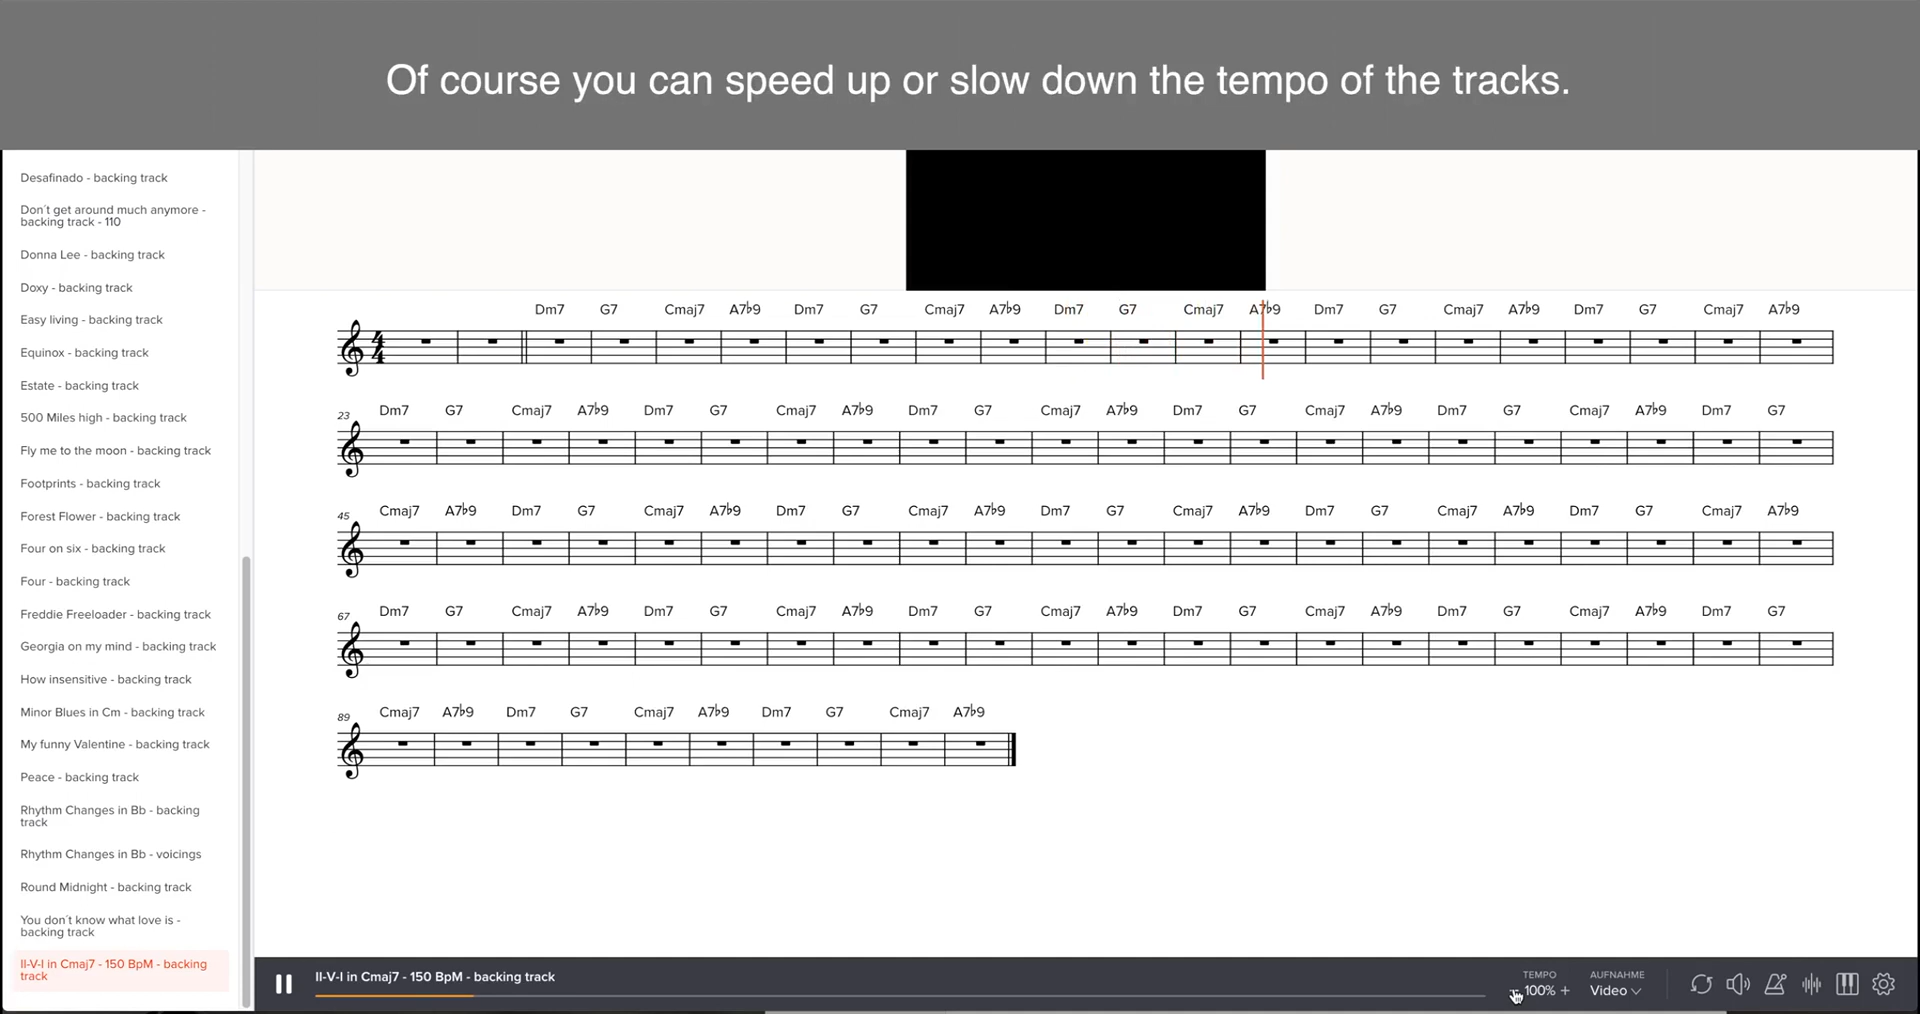 Of course you can speed up or slow down the tempo of the tracks.
Desafinado - backing track
Don´t get around much anymore -
backing track - 110
Donna Lee - backing track
Doxy - backing track
Easy living - backing track
Equinox - backing track
Estate - backing track
500 Miles high - backing track
Fly me to the moon - backing track
Footprints - backing track
Forest Flower - backing track
Four on six - backing track
Four - backing track
Freddie Freeloader - backing track
Georgia on my mind - backing track
How insensitive - backing track
Minor Blues in Cm - backing track
My funny Valentine - backing track
Peace - backing track
Rhythm Changes in Bb - backing
track
Rhythm Changes in Bb - voicings
Round Midnight - backing track
You don´t know what love is -
backing track
II-V-I in Cmaj7 - 150 BpM - backing
track
Dm7 G7 Cmaj7 A7♭9 Dm7 G7 Cmaj7 A7♭9 Dm7 G7 Cmaj7 A7♭9 Dm7 G7 Cmaj7 A7♭9 Dm7 G7 Cmaj7 A7♭9
4
4
23 Dm7 G7 Cmaj7 A7♭9 Dm7 G7 Cmaj7 A7♭9 Dm7 G7 Cmaj7 A7♭9 Dm7 G7 Cmaj7 A7♭9 Dm7 G7 Cmaj7 A7♭9 Dm7 G7
45 Cmaj7 A7♭9 Dm7 G7 Cmaj7 A7♭9 Dm7 G7 Cmaj7 A7♭9 Dm7 G7 Cmaj7 A7♭9 Dm7 G7 Cmaj7 A7♭9 Dm7 G7 Cmaj7 A7♭9
67 Dm7 G7 Cmaj7 A7♭9 Dm7 G7 Cmaj7 A7♭9 Dm7 G7 Cmaj7 A7♭9 Dm7 G7 Cmaj7 A7♭9 Dm7 G7 Cmaj7 A7♭9 Dm7 G7
89 Cmaj7 A7♭9 Dm7 G7 Cmaj7 A7♭9 Dm7 G7 Cmaj7 A7♭9
II-V-I in Cmaj7 - 150 BpM - backing track
TEMPO
100% +
AUFNAHME
Video